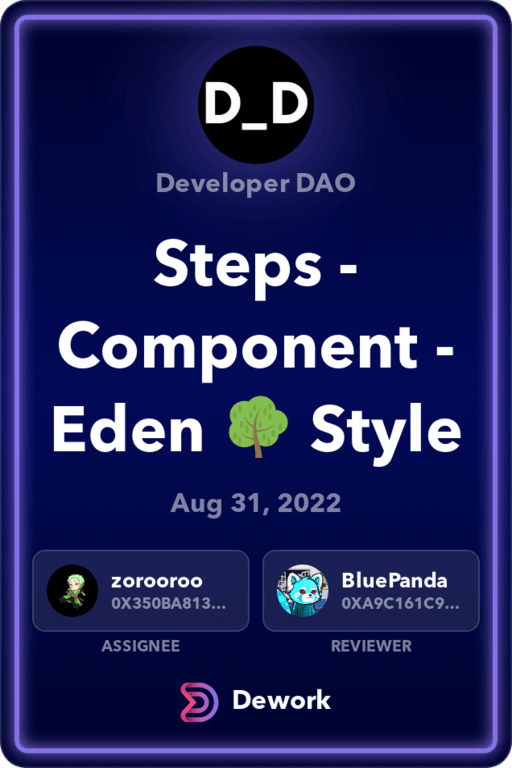 D_D
Developer DAO
Steps -
Component -
Eden 🌳 Style
Aug 31, 2022
zorooroo
0X350BA813...
BluePanda
0XA9C161C9...
ASSIGNEE
REVIEWER
Dework